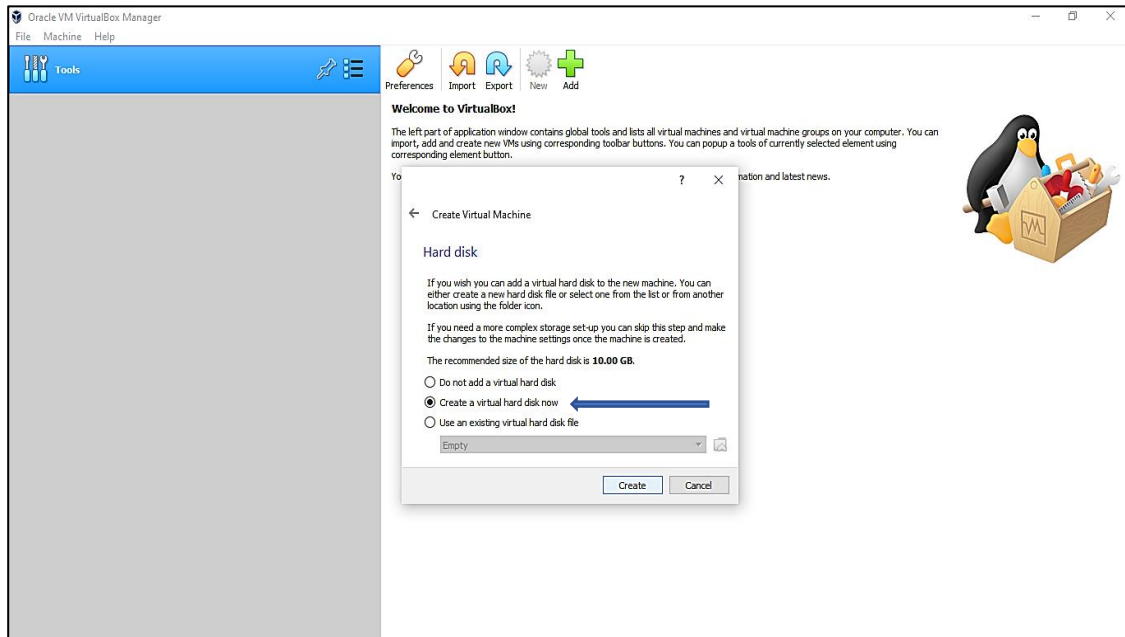 Oracle VM VirtualBox Manager
File Machine Help
Tools
Preferences Import Export New Add
Welcome to VirtualBox!
The left part of application window contains global tools and lists all virtual machines and virtual machine groups on your computer. You can
import, add and create new VMs using corresponding toolbar buttons. You can popup a tools of currently selected element using
corresponding element button.
Yo
mation and latest news.
?
Create Virtual Machine
Hard disk
If you wish you can add a virtual hard disk to the new machine. You can
either create a new hard disk file or select one from the list or from another
location using the folder icon.
If you need a more complex storage set-up you can skip this step and make
the changes to the machine settings once the machine is created.
The recommended size of the hard disk is 10.00 GB.
Do not add a virtual hard disk
Create a virtual hard disk now
Use an existing virtual hard disk file
Empty
Create Cancel